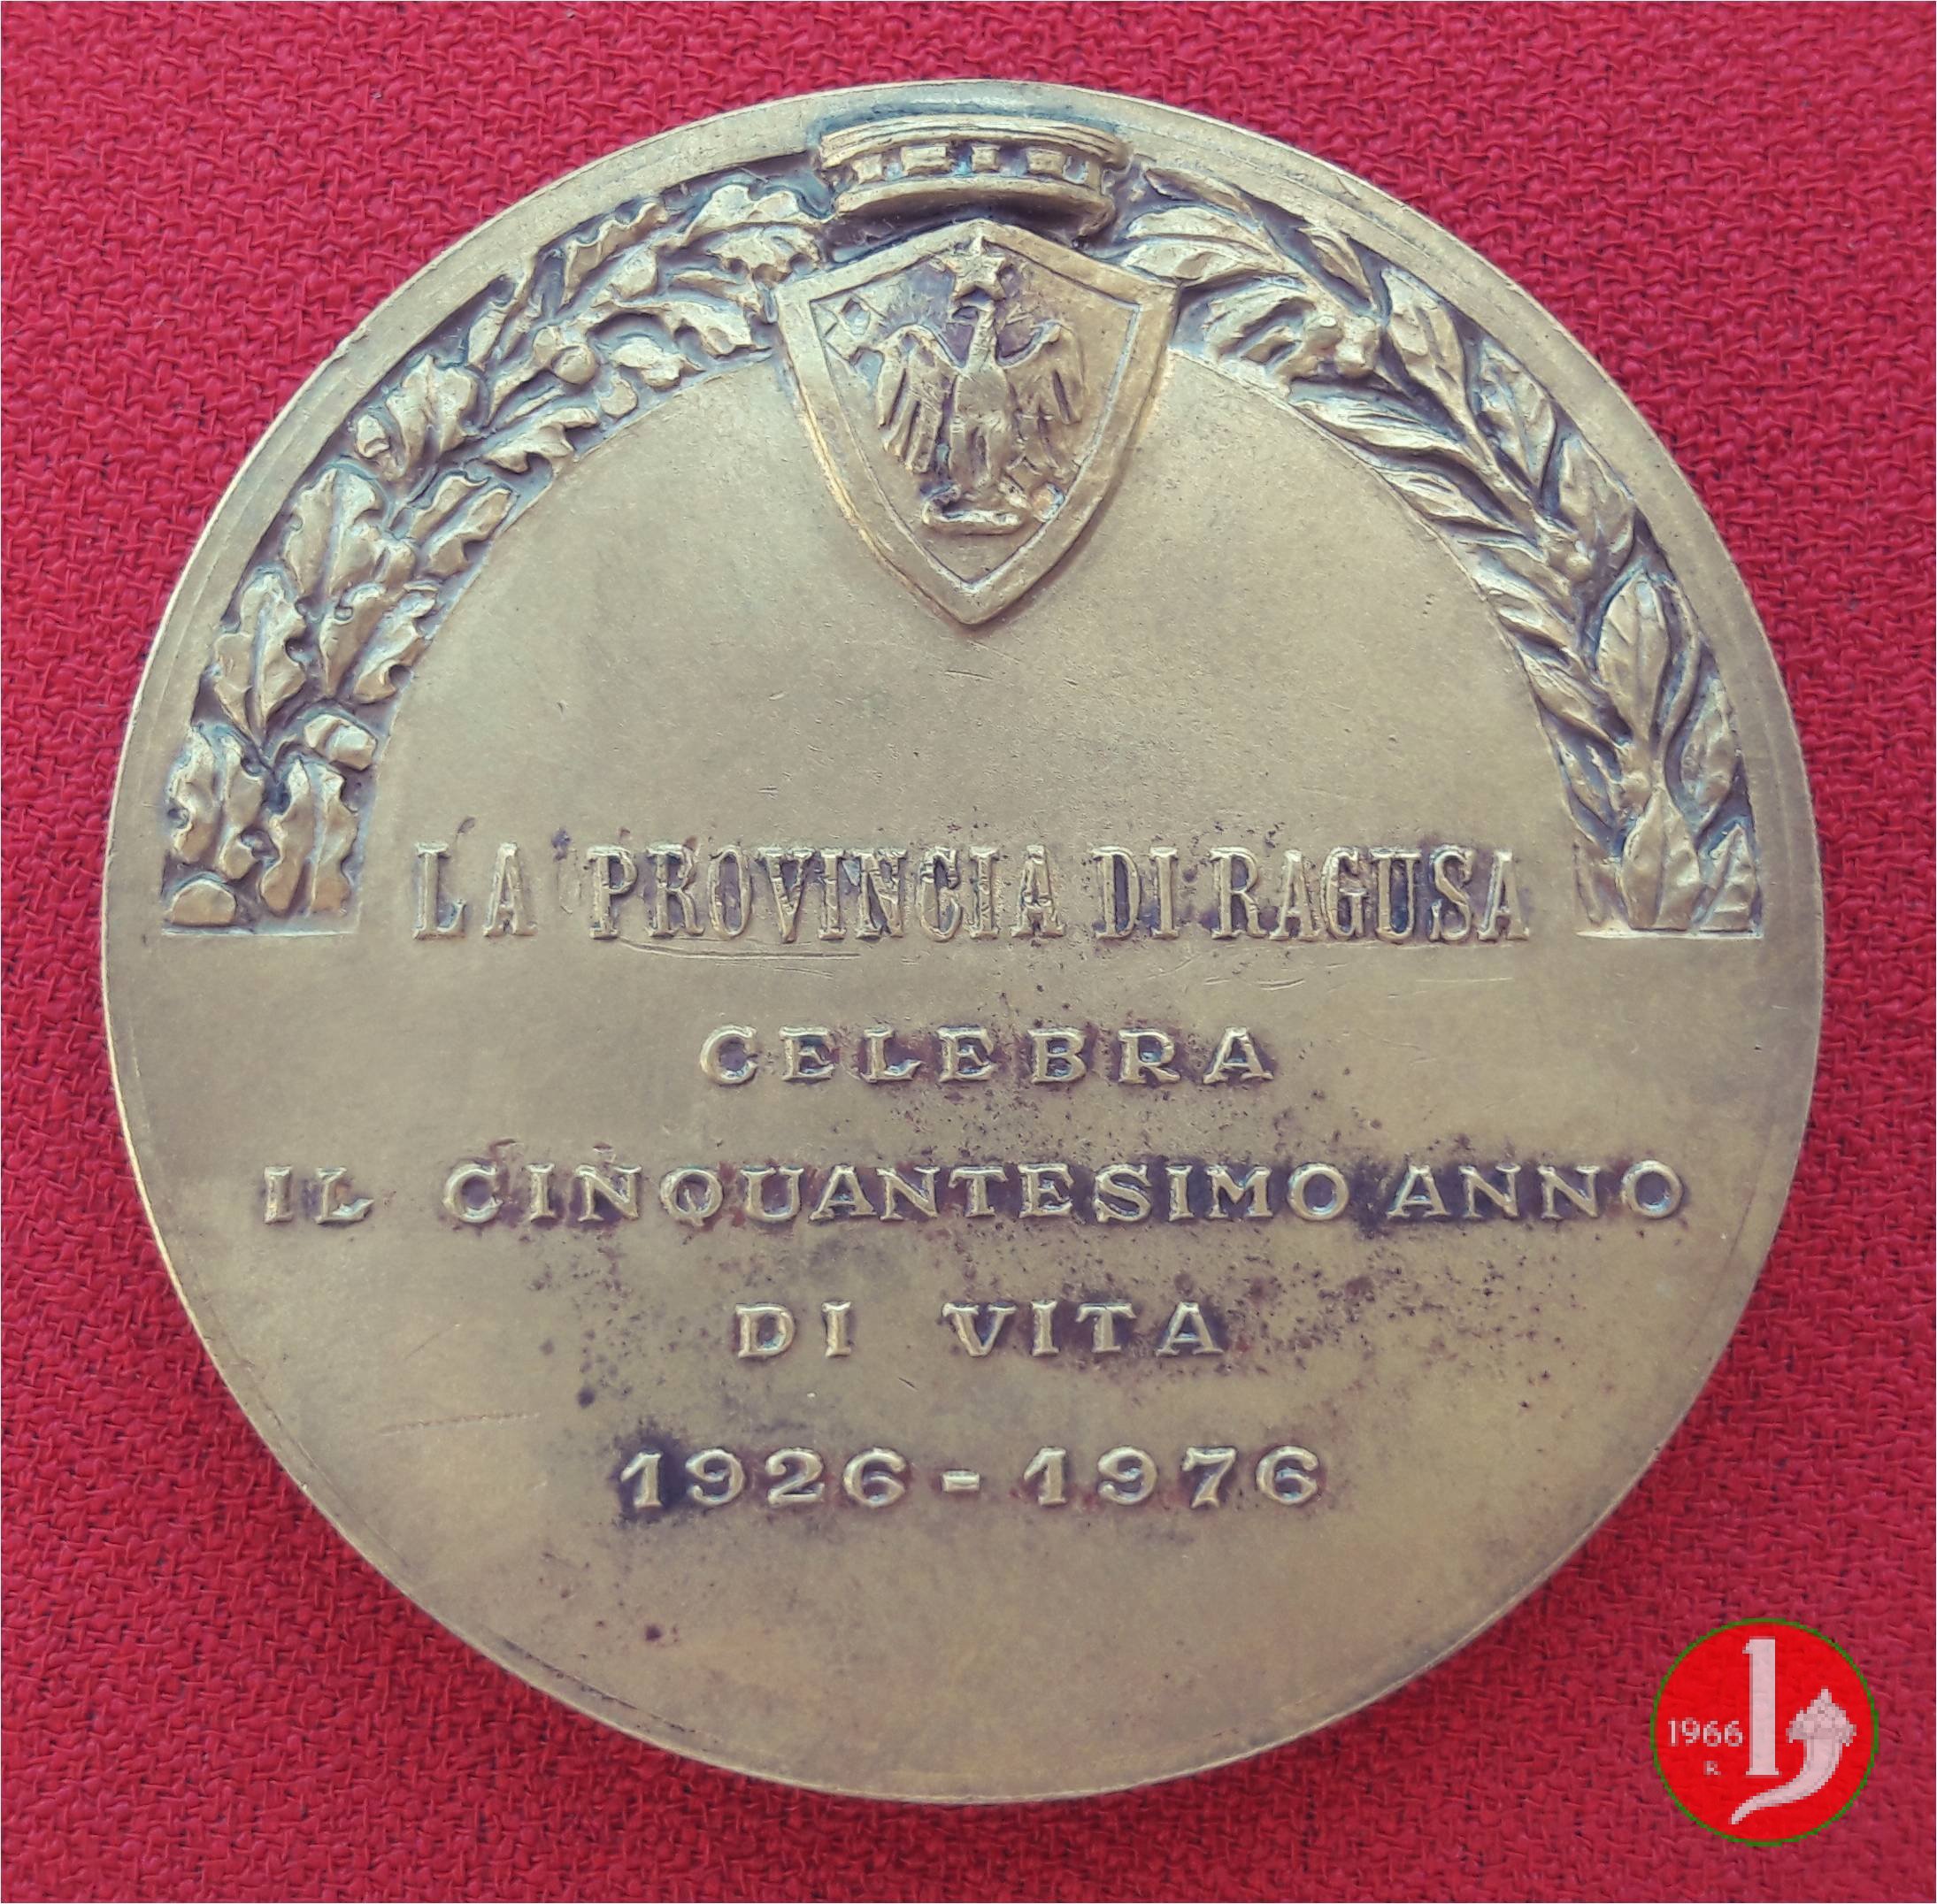 LA PROVINCIA DI RAGUSA
CELEBRA
IL CINQUANTESIMO ANNO
DI VITA
1926-1976
1966
R